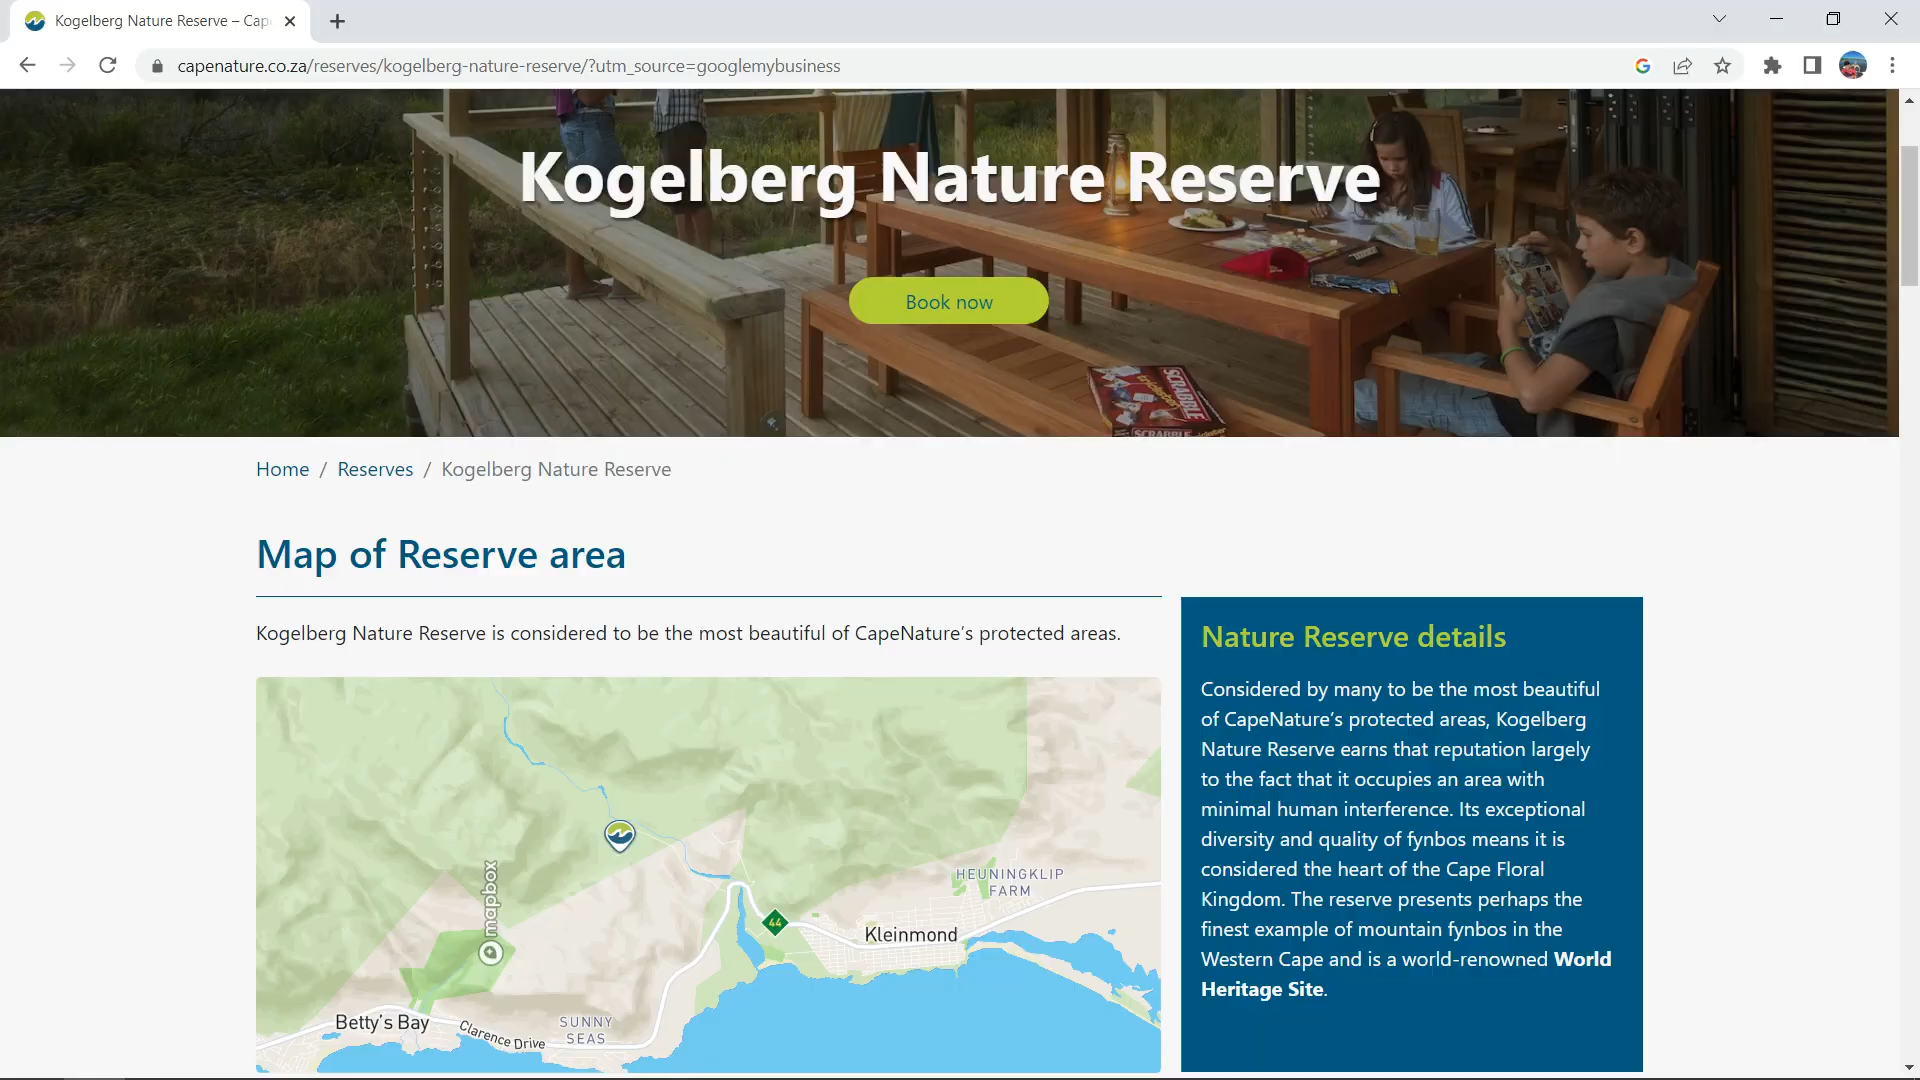 Kogelberg Nature Reserve – Cap
capenature.co.za/reserves/kogelberg-nature-reserve/?utm_source=googlemybusiness
Kogelberg Nature Reserve
Book now
SCRABBLE
SCRABBLE
Home / Reserves / Kogelberg Nature Reserve
Map of Reserve area
Kogelberg Nature Reserve is considered to be the most beautiful of CapeNature’s protected areas.
mapbox
44
Kleinmond
HEUNINGKLIP
FARM
Betty’s Bay
Clarence Drive
SUNNY
SEAS
Nature Reserve details
Considered by many to be the most beautiful
of CapeNature’s protected areas, Kogelberg
Nature Reserve earns that reputation largely
to the fact that it occupies an area with
minimal human interference. Its exceptional
diversity and quality of fynbos means it is
considered the heart of the Cape Floral
Kingdom. The reserve presents perhaps the
finest example of mountain fynbos in the
Western Cape and is a world-renowned World
Heritage Site.